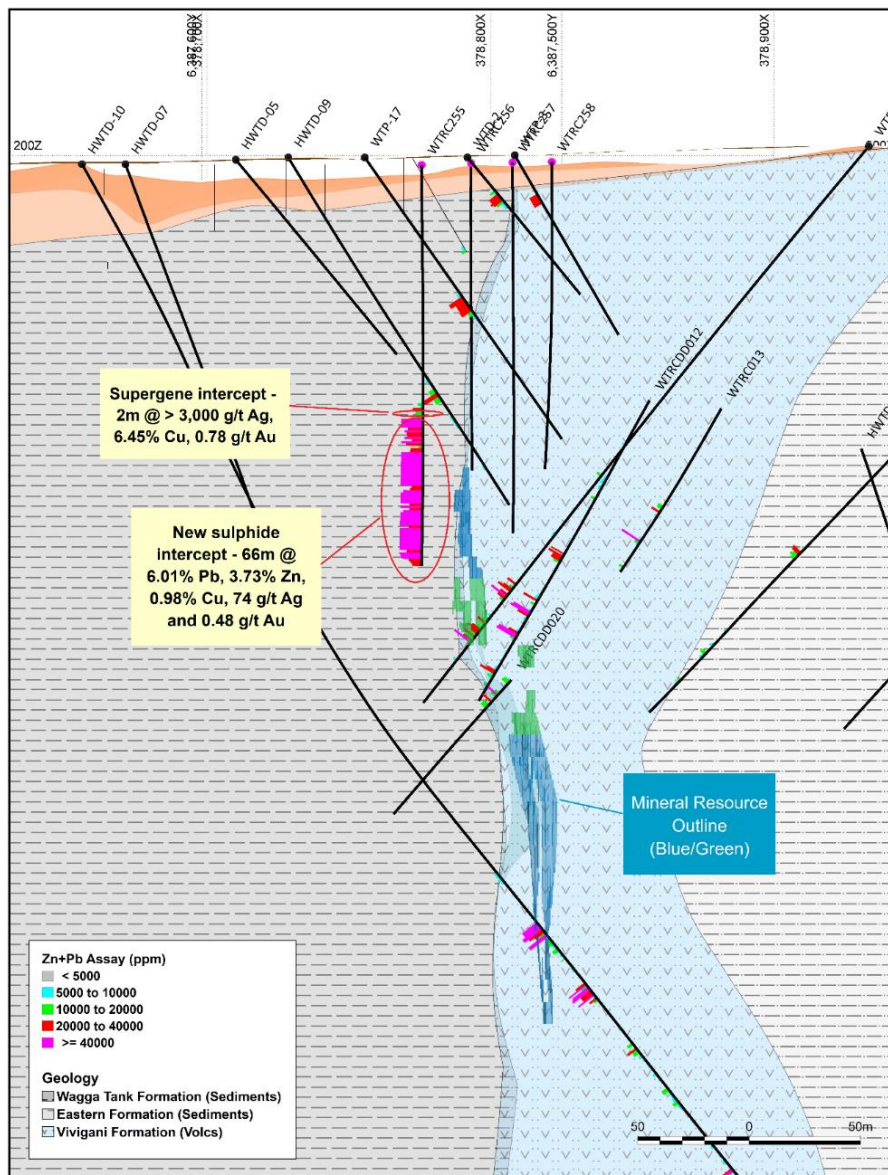 6,387,600X
378,700X
378,800X
6,387,500Y
378,900X
200Z
HWTD-10
HWTD-07
HWTD-05
HWTD-09
WTP-17
WTRC255
WTD-2
WTRC256
WTRC257
WTRC258
WTRCDD012
WTRC013
WTRCDD020
Supergene intercept -
2m @ > 3,000 g/t Ag,
6.45% Cu, 0.78 g/t Au
New sulphide
intercept - 66m @
6.01% Pb, 3.73% Zn,
0.98% Cu, 74 g/t Ag
and 0.48 g/t Au
Mineral Resource
Outline
(Blue/Green)
Zn+Pb Assay (ppm)
< 5000
5000 to 10000
10000 to 20000
20000 to 40000
>= 40000
Geology
Wagga Tank Formation (Sediments)
Eastern Formation (Sediments)
Vivigani Formation (Volcs)
50 0 50m